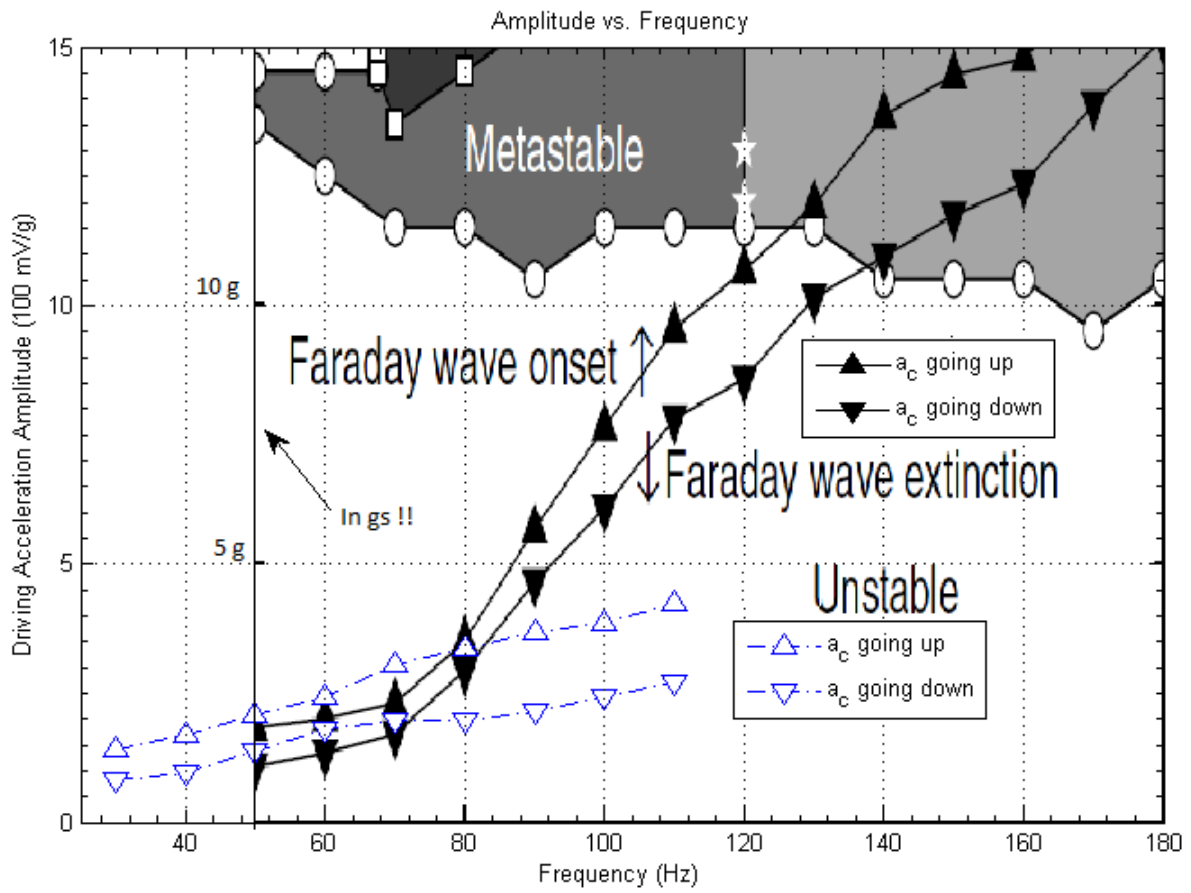 Amplitude vs. Frequency
15
Metastable
10 g
10
Faraday wave onset
a_c going up
a_c going down
Faraday wave extinction
In gs !!
5 g
5
Unstable
a_c going up
a_c going down
0
40 60 80 100 120 140 160 180
Frequency (Hz)
Driving Acceleration Amplitude (100 mV/g)